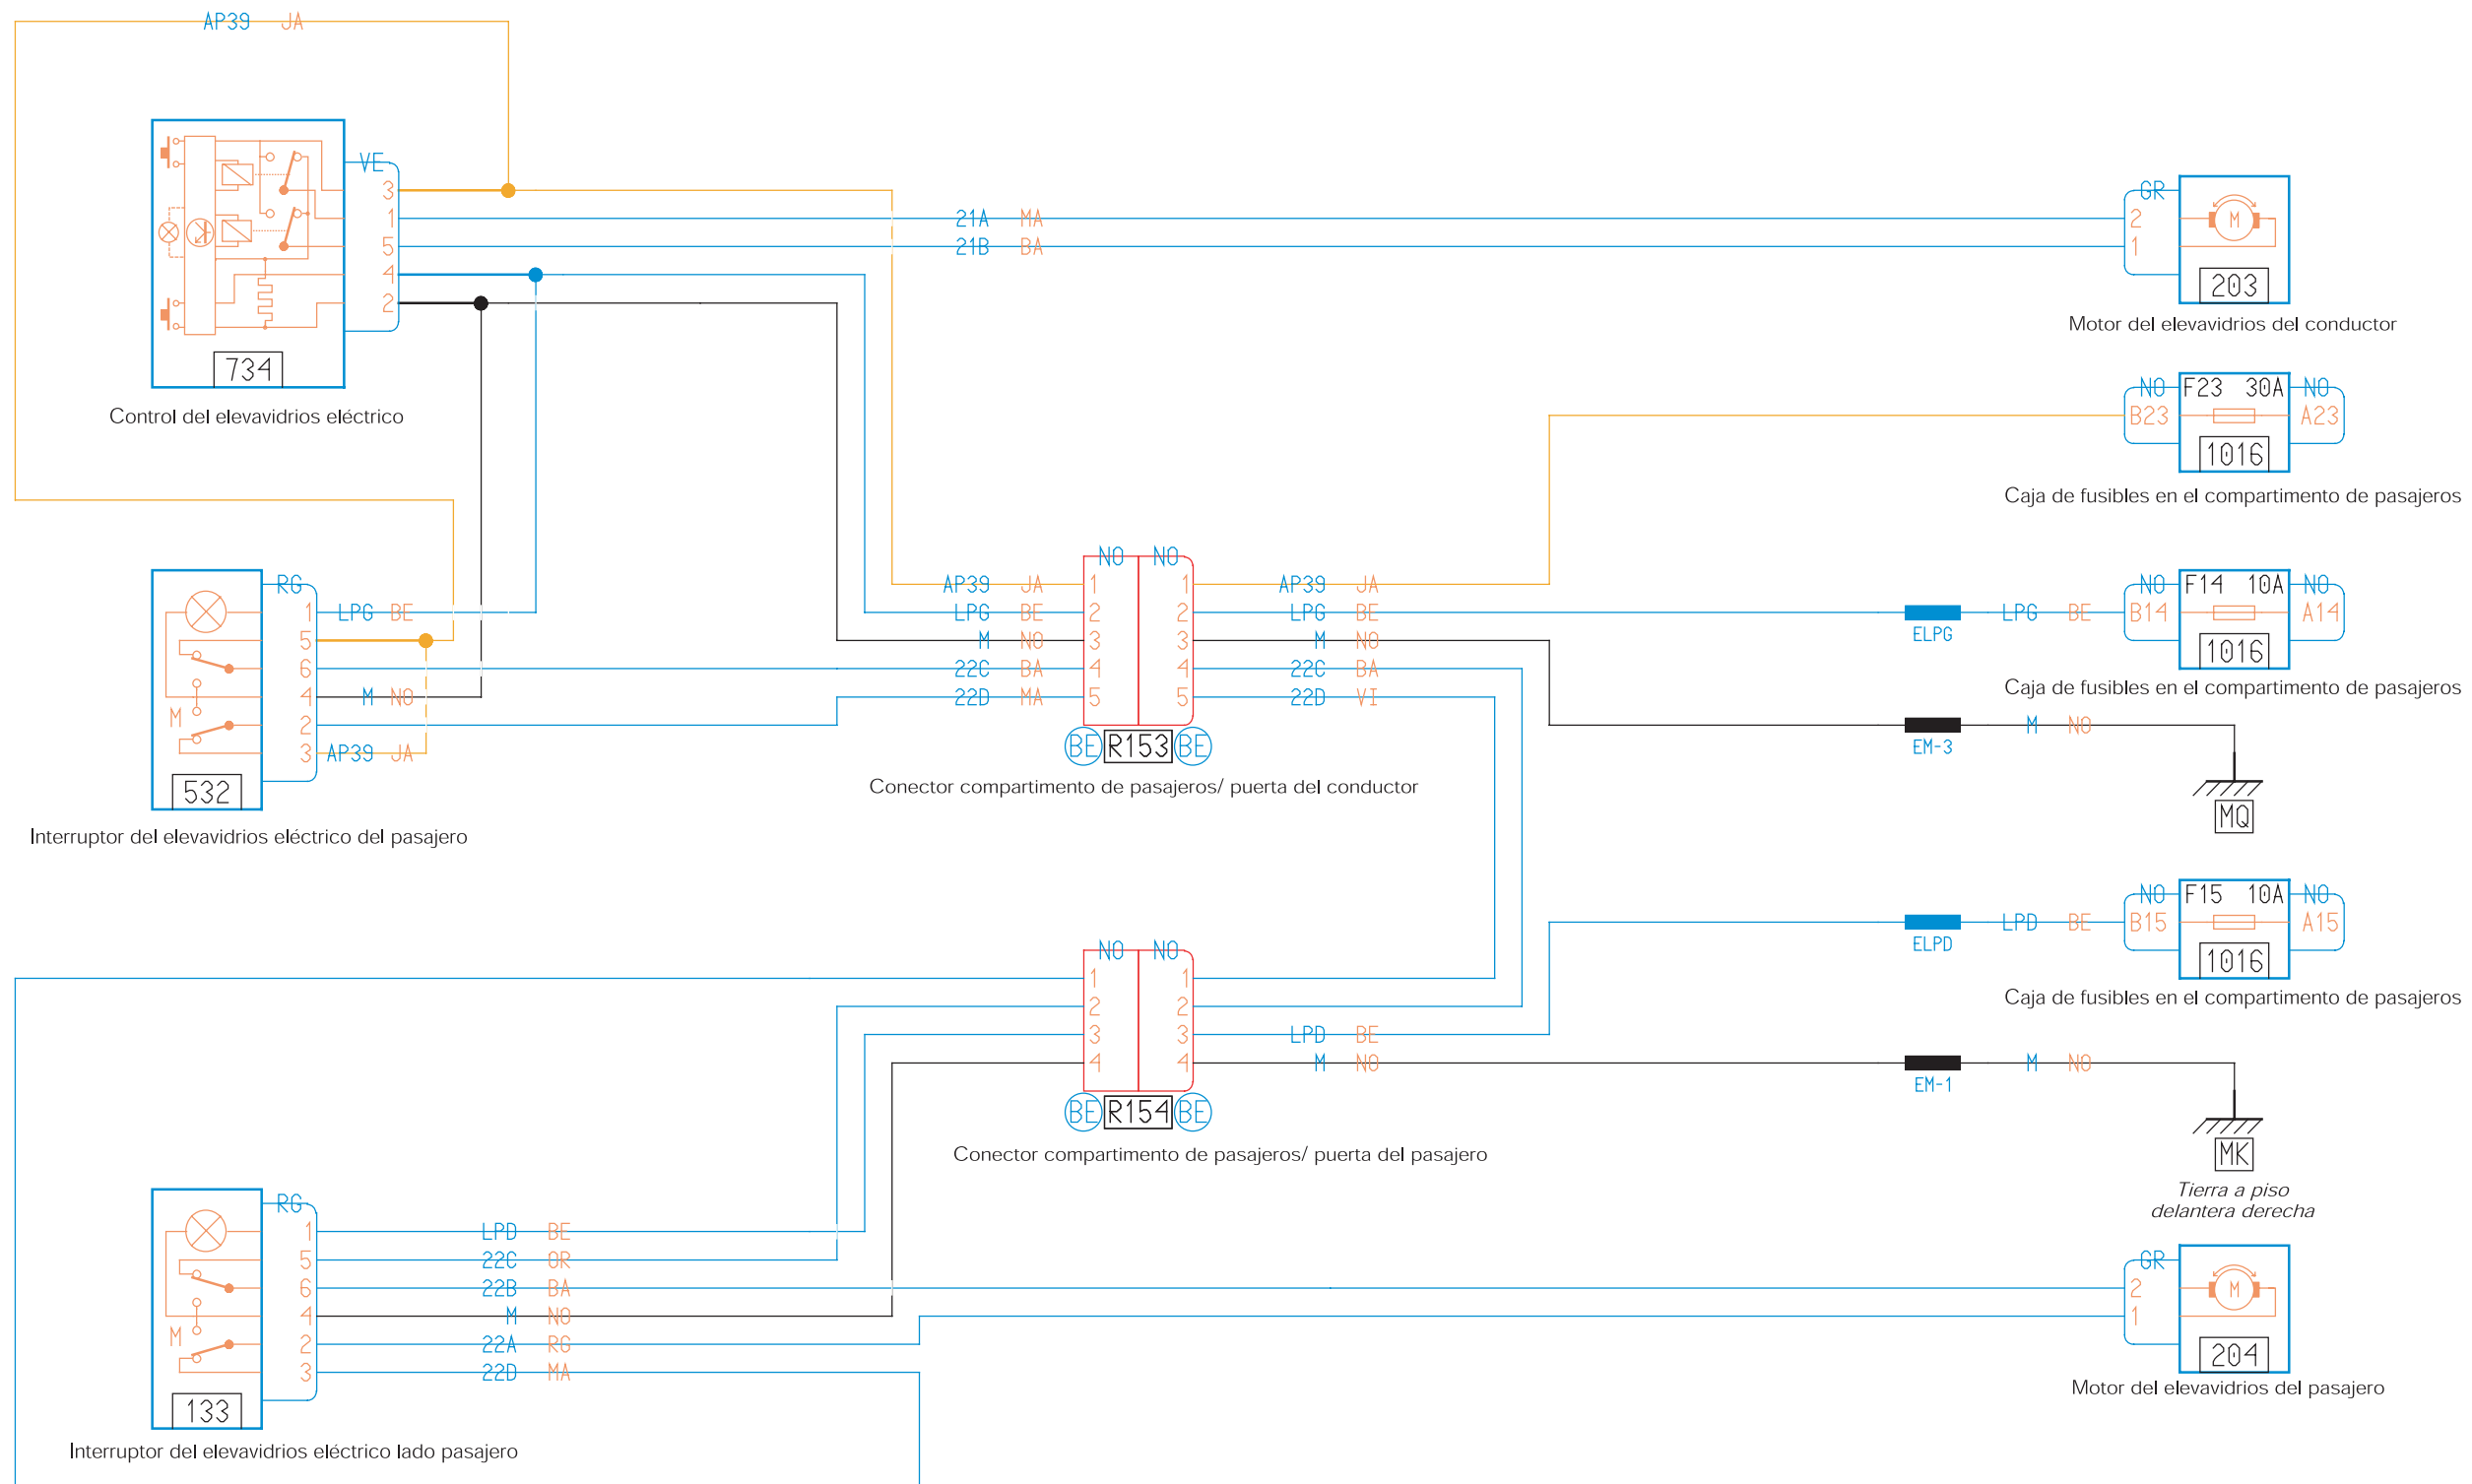 AP39 JA
VE
3
1
5
4
2
734
Control del elevavidrios eléctrico
21A MA
21B BA
GR
2
1
M
203
Motor del elevavidrios del conductor
NO F23 30A NO
B23 A23
1016
Caja de fusibles en el compartimento de pasajeros
RG
1 LPG BE
5
6
4 M NO
2
3 AP39 JA
M
532
Interruptor del elevavidrios eléctrico del pasajero
NO NO
AP39 JA 1 1 AP39 JA
LPG BE 2 2 LPG BE
M NO 3 3 M NO
22C BA 4 4 22C BA
22D MA 5 5 22D VI
BE R153 BE
Conector compartimento de pasajeros/ puerta del conductor
ELPG
LPG BE
NO F14 10A NO
B14 A14
1016
Caja de fusibles en el compartimento de pasajeros
EM-3
M NO
MQ
NO F15 10A NO
ELPD
LPD BE
B15 A15
1016
Caja de fusibles en el compartimento de pasajeros
NO NO
1 1
2 2
3 3 LPD BE
4 4 M NO
BE R154 BE
Conector compartimento de pasajeros/ puerta del pasajero
EM-1
M NO
MK
Tierra a piso
delantera derecha
RG
1 LPD BE
5 22C OR
6 22B BA
4 M NO
2 22A RG
3 22D MA
M
133
Interruptor del elevavidrios eléctrico lado pasajero
GR
2
1
M
204
Motor del elevavidrios del pasajero